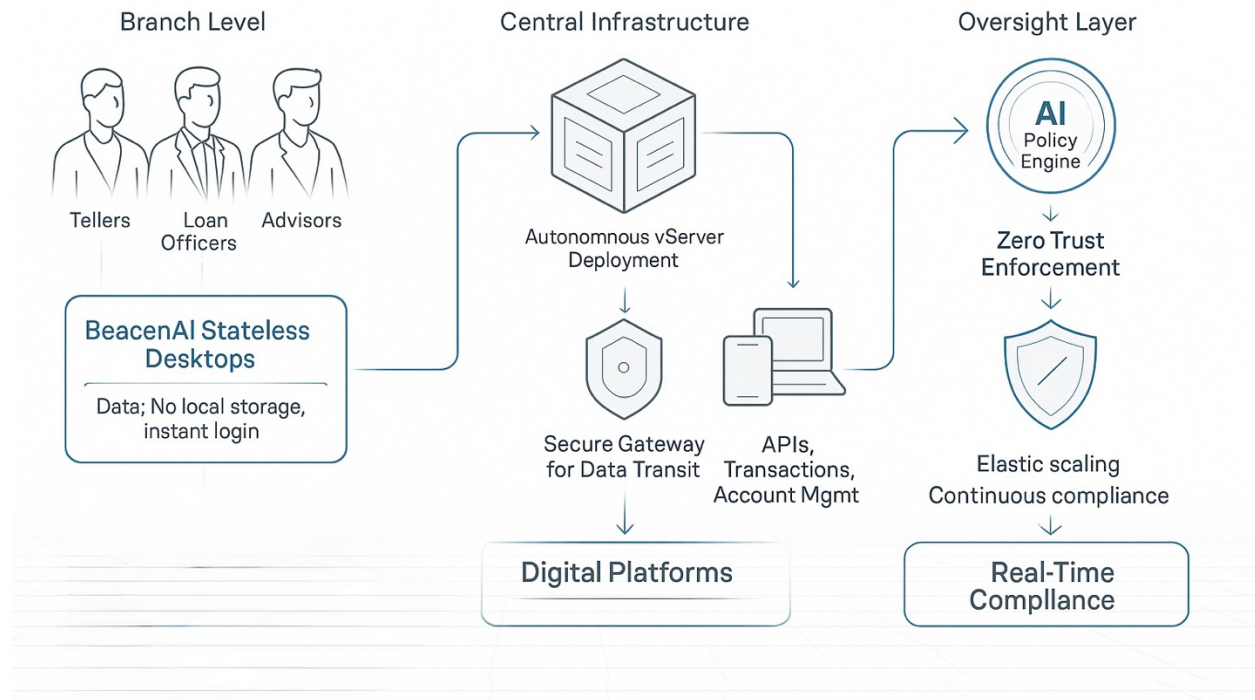 Branch Level
Tellers
Loan
Officers
Advisors
BeacenAI Stateless
Desktops
Data; No local storage,
instant login
Central Infrastructure
Autonomnous vServer
Deployment
Secure Gateway
for Data Transit
APIs,
Transactions,
Account Mgmt
Digital Platforms
Oversight Layer
AI
Policy
Engine
Zero Trust
Enforcement
Elastic scaling
Continuous compliance
Real-Time
Compllance